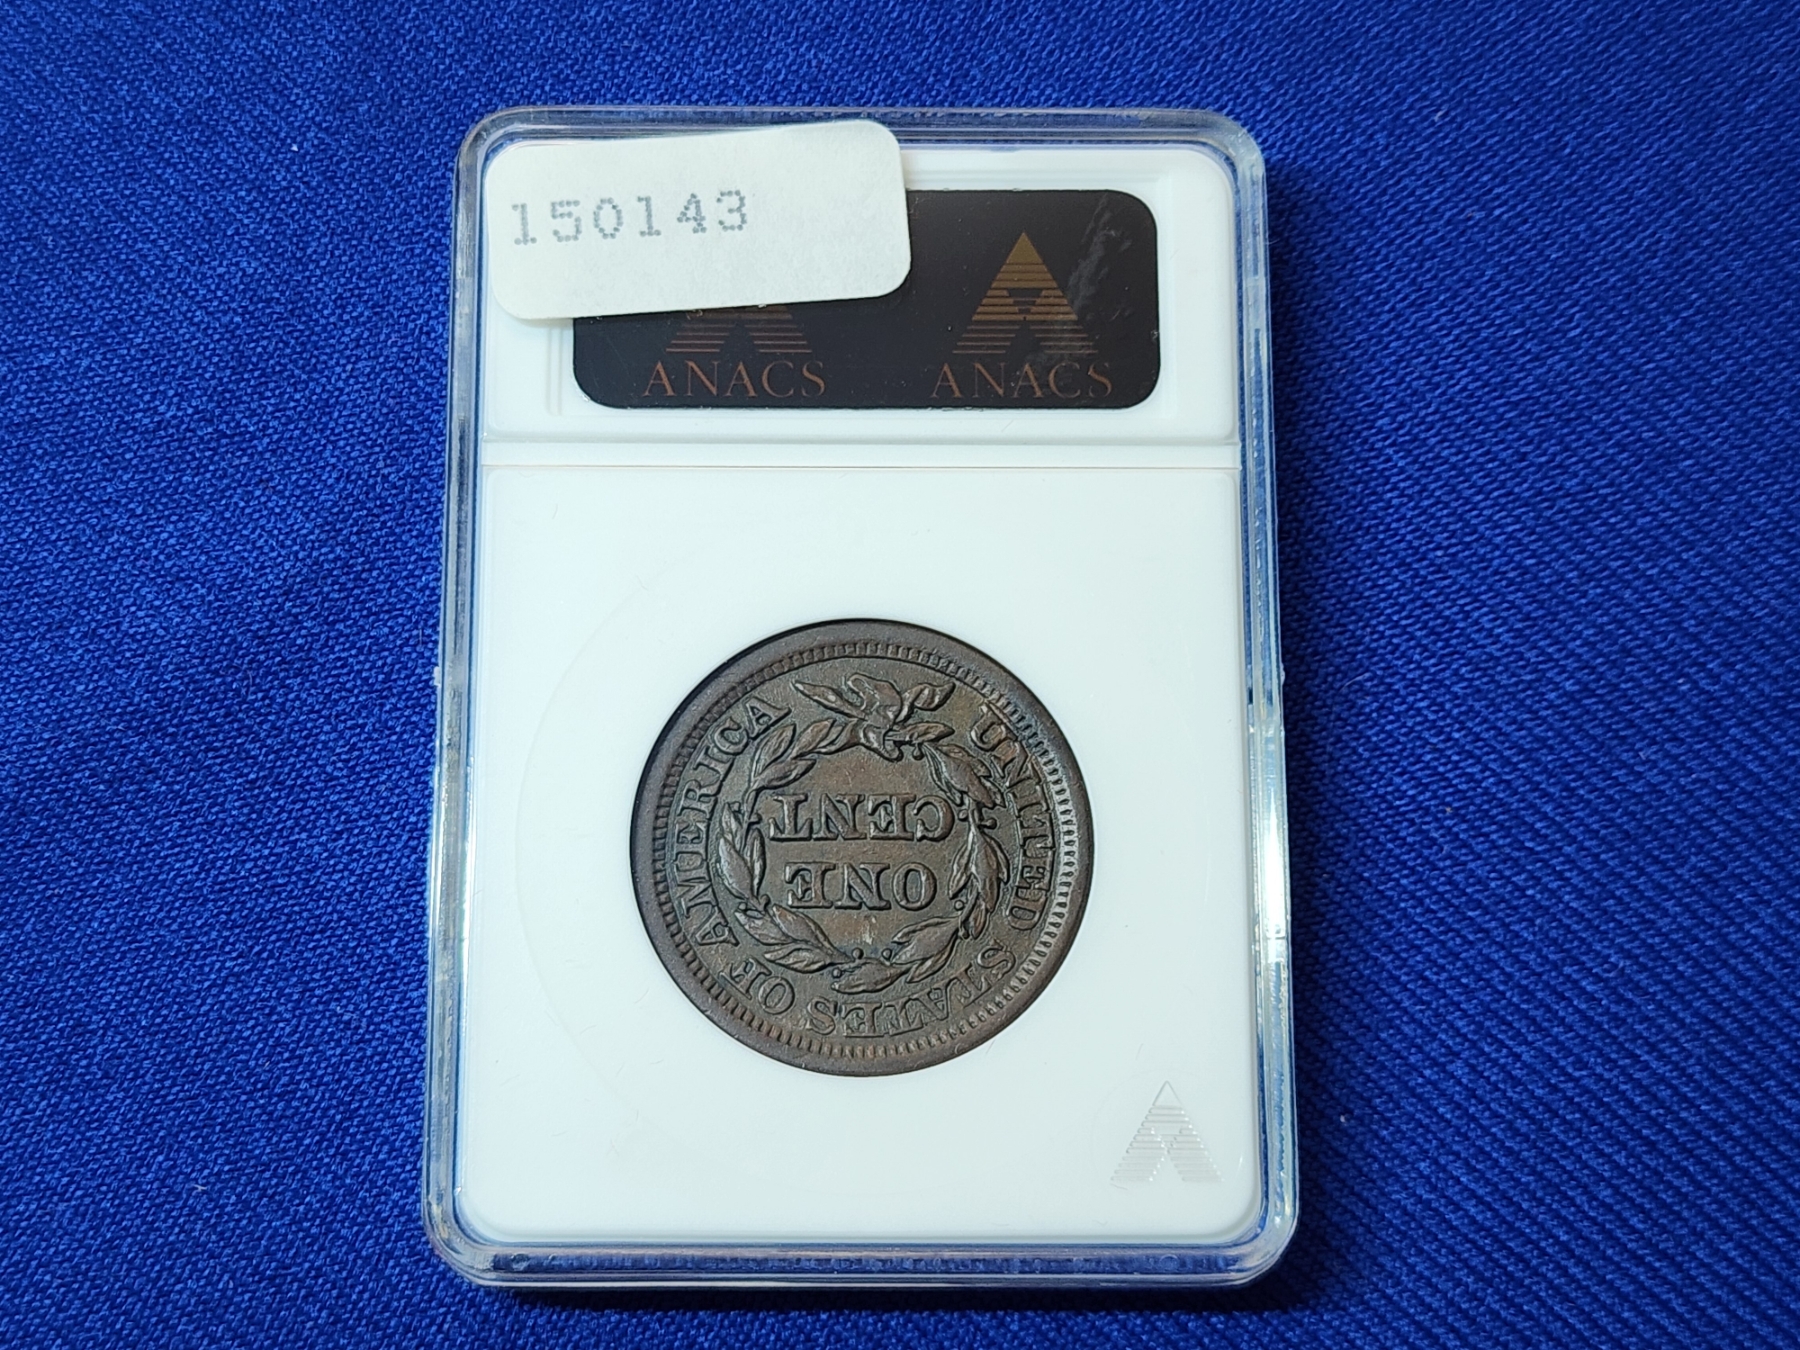 150143
ANACS ANACS
UNITED STATES OF AMERICA
ONE
CENT